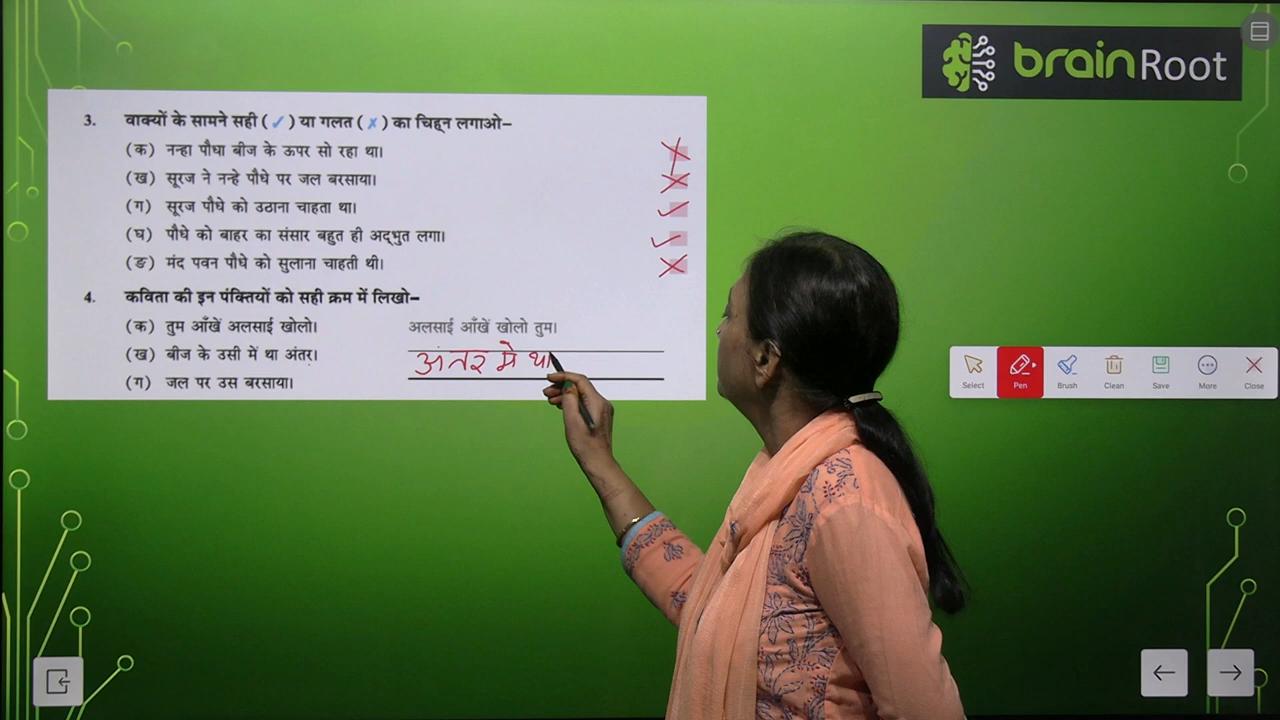 brainRoot
3. वाक्यों के सामने सही ( ✓ ) या गलत ( ✗ ) का चिह्न लगाओ–
(क) नन्हा पौधा बीज के ऊपर सो रहा था।
(ख) सूरज ने नन्हे पौधे पर जल बरसाया।
(ग) सूरज पौधे को उठाना चाहता था।
(घ) पौधे को बाहर का संसार बहुत ही अद्भुत लगा।
(ङ) मंद पवन पौधे को सुलाना चाहती थी।
4. कविता की इन पंक्तियों को सही क्रम में लिखो–
(क) तुम आँखें अलसाई खोलो। अलसाई आँखें खोलो तुम।
(ख) बीज के उसी में था अंतर। अंतर मे था
(ग) जल पर उस बरसाया।
Select Pen Brush Clean Save More Close